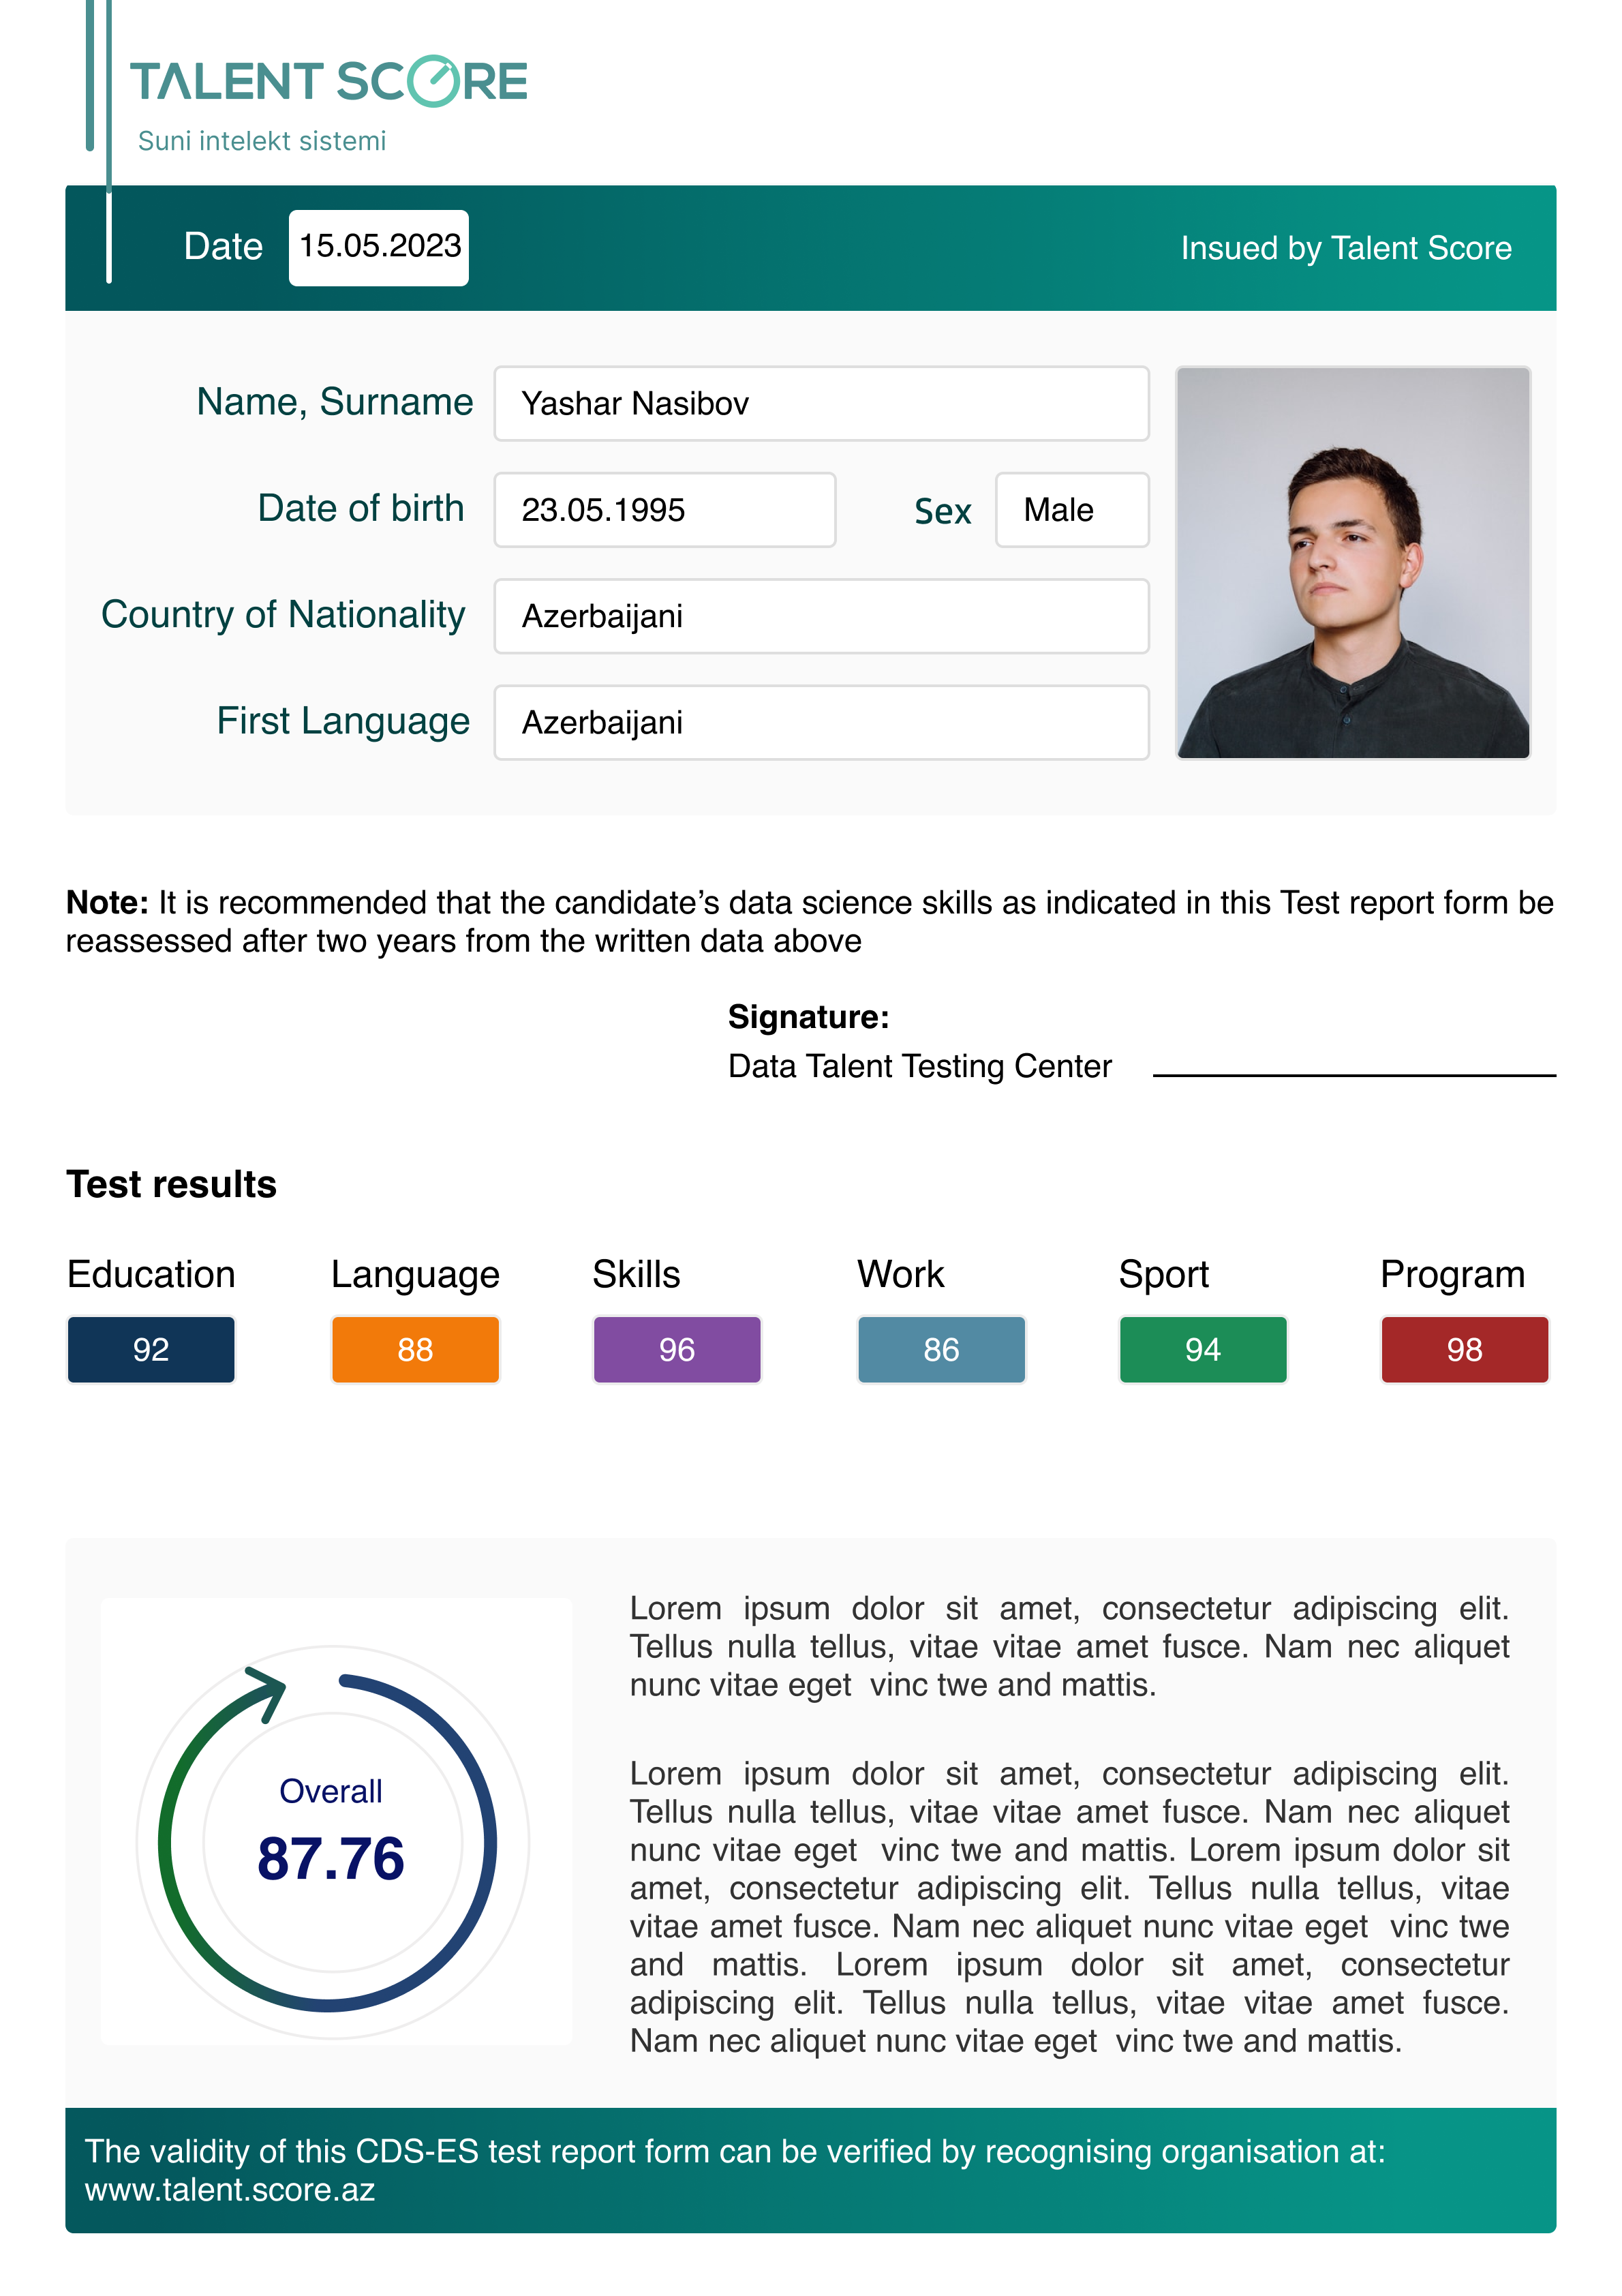 TALENT SCORE
Suni intelekt sistemi
Date 15.05.2023 Insued by Talent Score
Name, Surname Yashar Nasibov
Date of birth 23.05.1995 Sex Male
Country of Nationality Azerbaijani
First Language Azerbaijani
Note: It is recommended that the candidate’s data science skills as indicated in this Test report form be
reassessed after two years from the written data above
Signature:
Data Talent Testing Center
Test results
Education Language Skills Work Sport Program
92 88 96 86 94 98
Overall
87.76
Lorem ipsum dolor sit amet, consectetur adipiscing elit.
Tellus nulla tellus, vitae vitae amet fusce. Nam nec aliquet
nunc vitae eget vinc twe and mattis.
Lorem ipsum dolor sit amet, consectetur adipiscing elit.
Tellus nulla tellus, vitae vitae amet fusce. Nam nec aliquet
nunc vitae eget vinc twe and mattis. Lorem ipsum dolor sit
amet, consectetur adipiscing elit. Tellus nulla tellus, vitae
vitae amet fusce. Nam nec aliquet nunc vitae eget vinc twe
and mattis. Lorem ipsum dolor sit amet, consectetur
adipiscing elit. Tellus nulla tellus, vitae vitae amet fusce.
Nam nec aliquet nunc vitae eget vinc twe and mattis.
The validity of this CDS-ES test report form can be verified by recognising organisation at:
www.talent.score.az